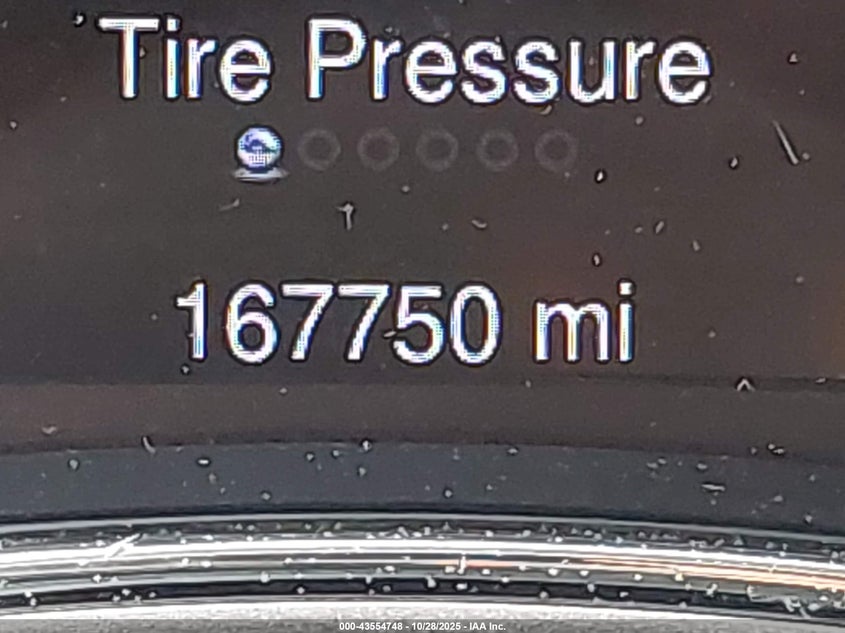 Tire Pressure
167750 mi
000-43554748 - 10/28/2025 - IAA Inc.